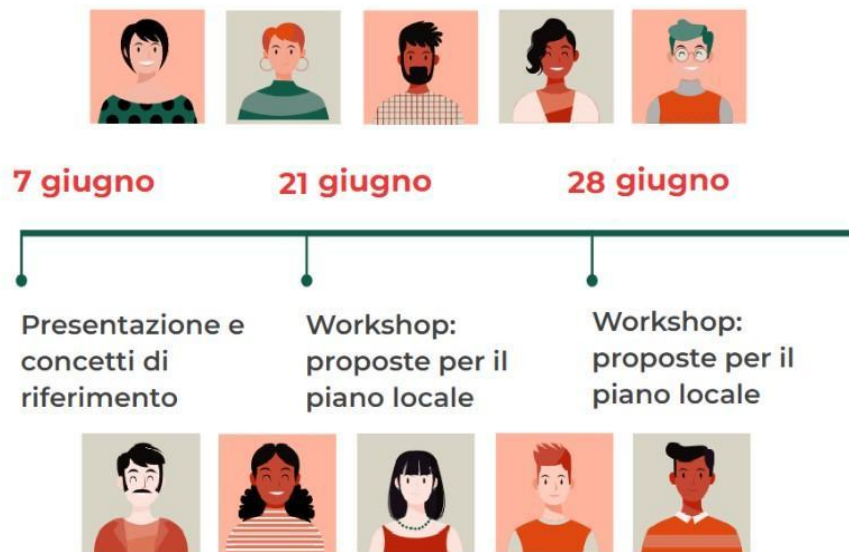 7 giugno
21 giugno
28 giugno
Presentazione e
concetti di
riferimento
Workshop:
proposte per il
piano locale
Workshop:
proposte per il
piano locale